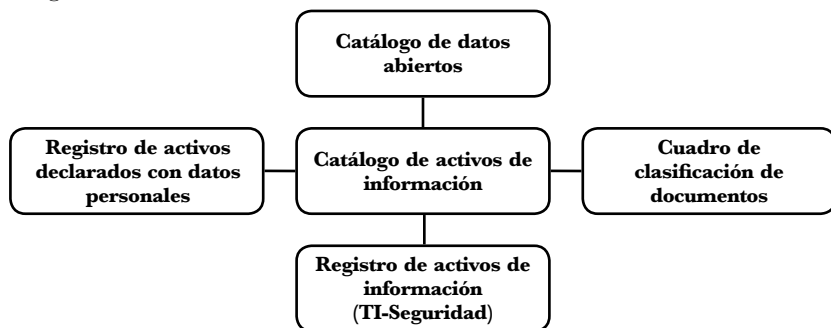 Catálogo de datos
abiertos
Registro de activos
declarados con datos
personales
Catálogo de activos de
información
Cuadro de
clasificación de
documentos
Registro de activos de
información
(TI-Seguridad)